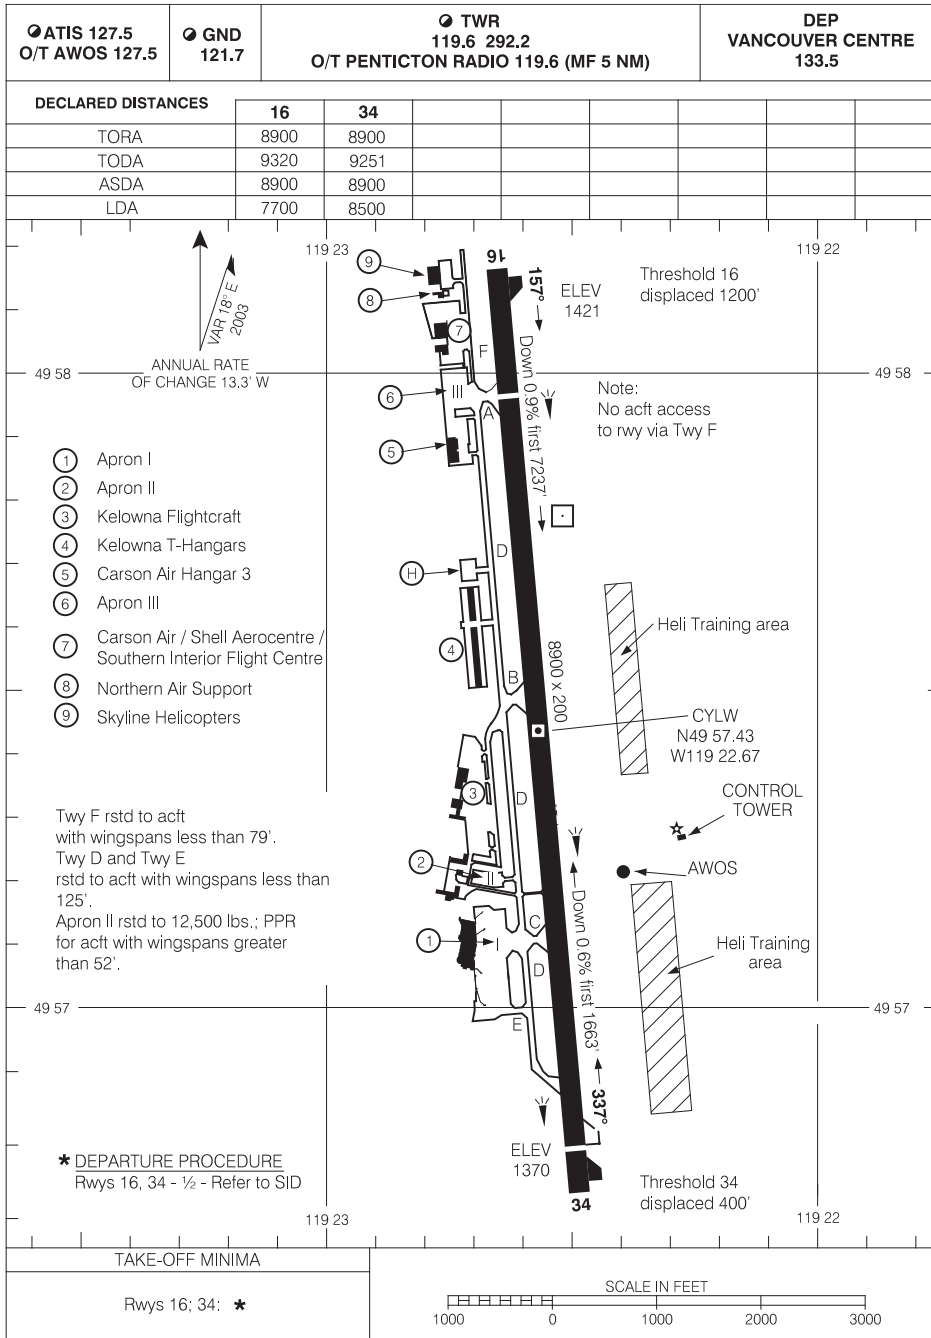 ATIS 127.5
O/T AWOS 127.5
GND
121.7
TWR
119.6 292.2
O/T PENTICTON RADIO 119.6 (MF 5 NM)
DEP
VANCOUVER CENTRE
133.5
DECLARED DISTANCES
16 34
TORA 8900 8900
TODA 9320 9251
ASDA 8900 8900
LDA 7700 8500
119 23
119 22
VAR 18° E
2003
ANNUAL RATE
OF CHANGE 13.3' W
49 58
49 58
9
8
7
6
5
H
4
3
2
1
16
157°
ELEV
1421
Threshold 16
displaced 1200'
Down 0.9% first 7237'
Note:
No acft access
to rwy via Twy F
F
III
A
D
B
D
II
C
I
D
E
1 Apron I
2 Apron II
3 Kelowna Flightcraft
4 Kelowna T-Hangars
5 Carson Air Hangar 3
6 Apron III
7 Carson Air / Shell Aerocentre /
Southern Interior Flight Centre
8 Northern Air Support
9 Skyline Helicopters
Heli Training area
8900 x 200
CYLW
N49 57.43
W119 22.67
CONTROL
TOWER
AWOS
Twy F rstd to acft
with wingspans less than 79'.
Twy D and Twy E
rstd to acft with wingspans less than
125'.
Apron II rstd to 12,500 lbs.; PPR
for acft with wingspans greater
than 52'.
Down 0.6% first 1663'
Heli Training
area
49 57
49 57
337°
ELEV
1370
34
Threshold 34
displaced 400'
* DEPARTURE PROCEDURE
Rwys 16, 34 - ½ - Refer to SID
119 23
119 22
TAKE-OFF MINIMA
Rwys 16; 34: *
SCALE IN FEET
1000 0 1000 2000 3000